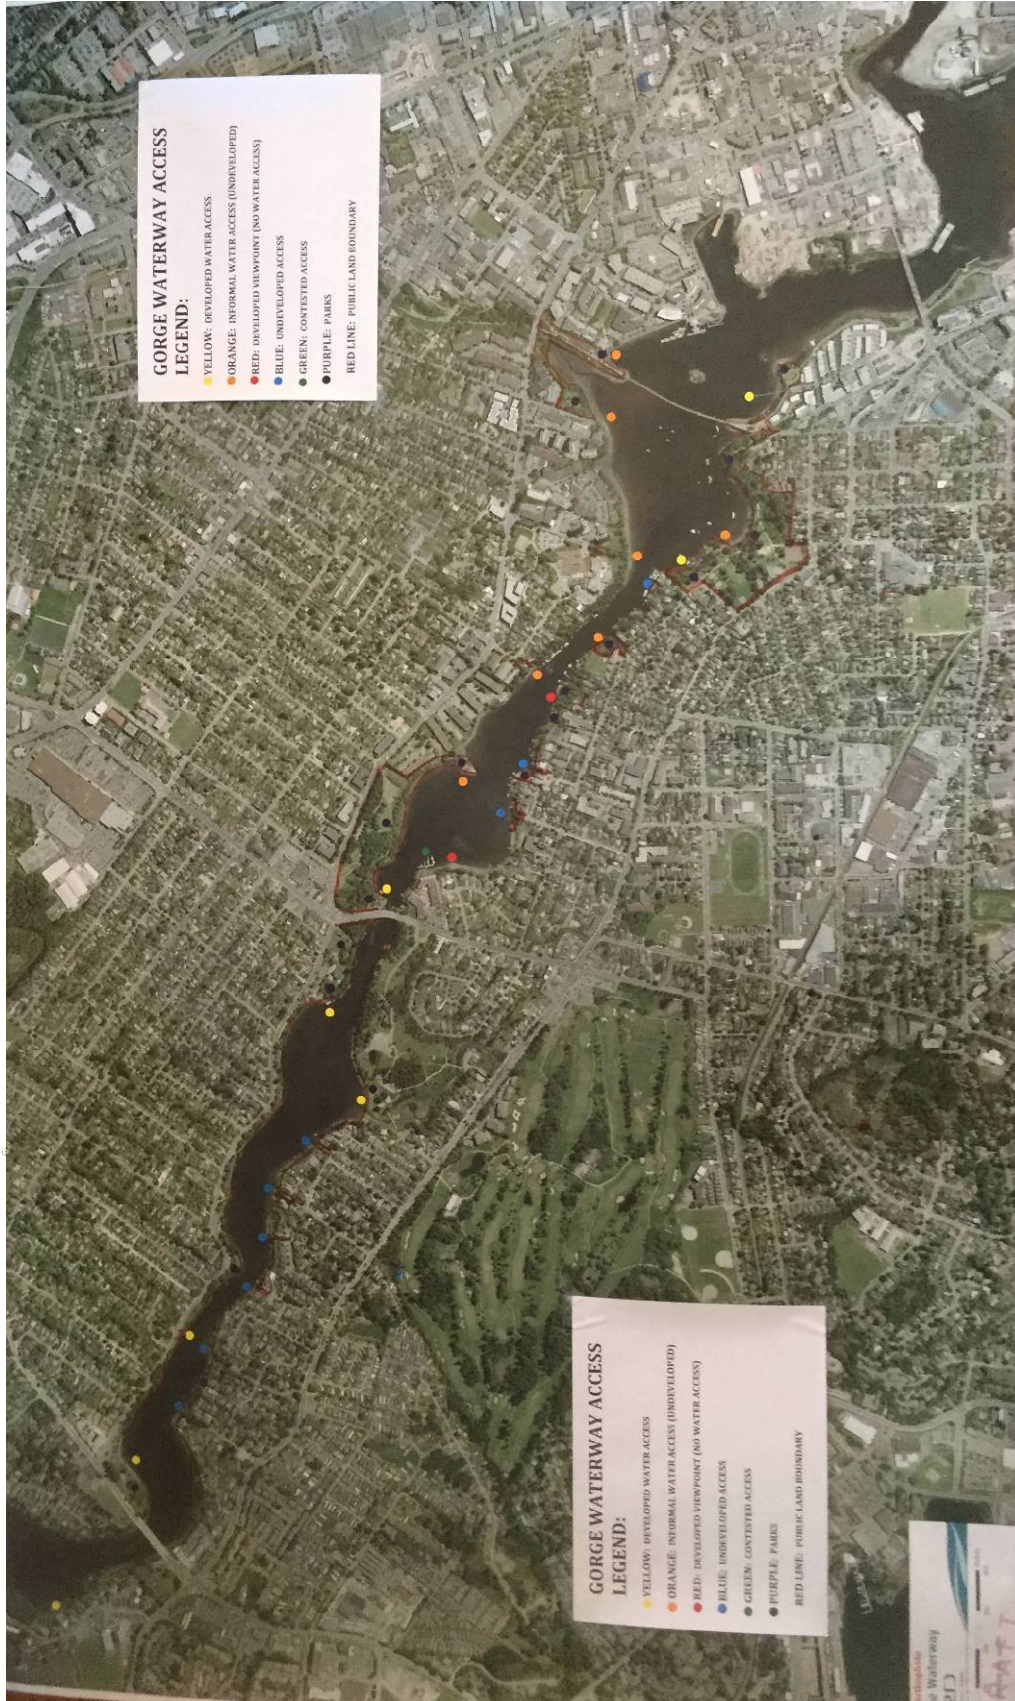 GORGE WATERWAY ACCESS
LEGEND:
YELLOW: DEVELOPED WATER ACCESS
ORANGE: INFORMAL WATER ACCESS (UNDEVELOPED)
RED: DEVELOPED VIEWPOINT (NO WATER ACCESS)
BLUE: UNDEVELOPED ACCESS
GREEN: CONTESTED ACCESS
PURPLE: PARKS
RED LINE: PUBLIC LAND BOUNDARY
GORGE WATERWAY ACCESS
LEGEND:
YELLOW: DEVELOPED WATER ACCESS
ORANGE: INFORMAL WATER ACCESS (UNDEVELOPED)
RED: DEVELOPED VIEWPOINT (NO WATER ACCESS)
BLUE: UNDEVELOPED ACCESS
GREEN: CONTESTED ACCESS
PURPLE: PARKS
RED LINE: PUBLIC LAND BOUNDARY
Waterway